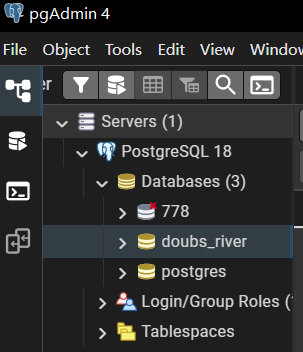 pgAdmin 4
File Object Tools Edit View Window
Servers (1)
PostgreSQL 18
Databases (3)
778
doubs_river
postgres
Login/Group Roles (
Tablespaces